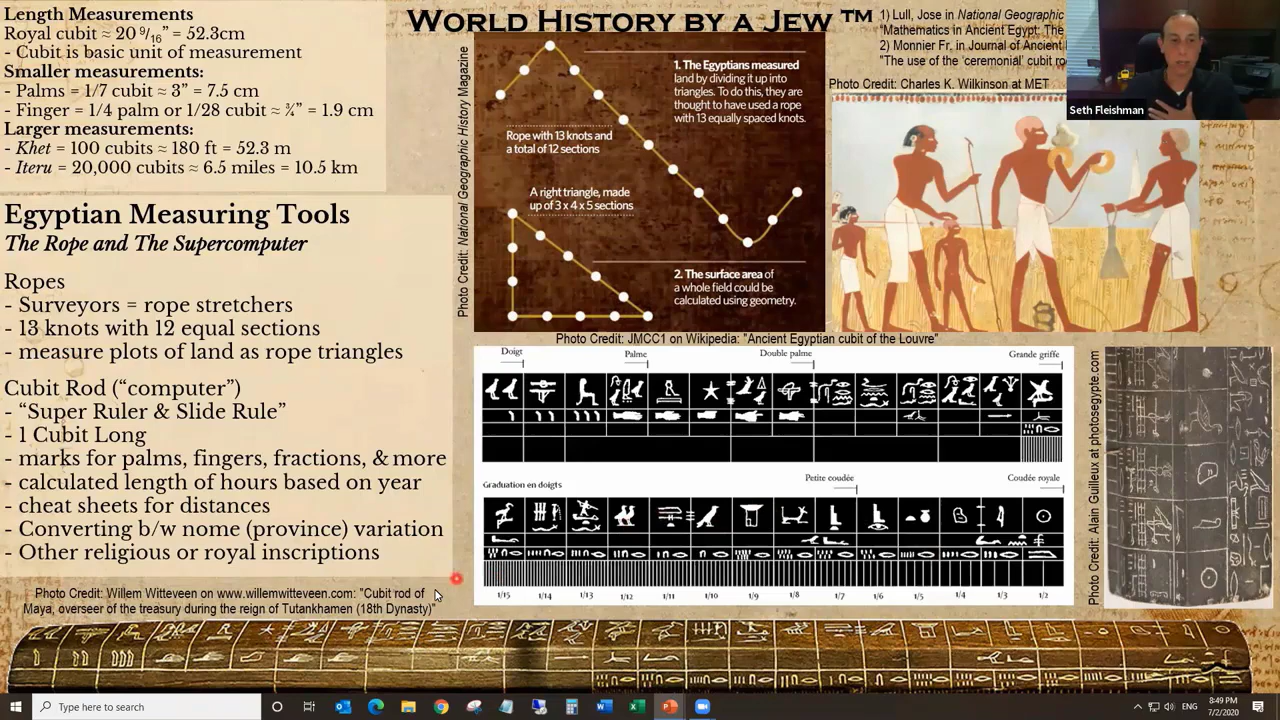 World History by a Jew ™
Length Measurements
Royal cubit ≈ 20 9/16” = 52.3cm
- Cubit is basic unit of measurement
Smaller measurements:
- Palms = 1/7 cubit ≈ 3” = 7.5 cm
- Finger = 1/4 palm or 1/28 cubit ≈ ¾” = 1.9 cm
Larger measurements:
- Khet = 100 cubits ≈ 180 ft = 52.3 m
- Iteru = 20,000 cubits ≈ 6.5 miles = 10.5 km
Egyptian Measuring Tools
The Rope and The Supercomputer
Ropes
- Surveyors = rope stretchers
- 13 knots with 12 equal sections
- measure plots of land as rope triangles
Cubit Rod (“computer”)
- “Super Ruler & Slide Rule”
- 1 Cubit Long
- marks for palms, fingers, fractions, & more
- calculated length of hours based on year
- cheat sheets for distances
- Converting b/w nome (province) variation
- Other religious or royal inscriptions
Photo Credit: Willem Witteveen on www.willemwitteveen.com: "Cubit rod of
Maya, overseer of the treasury during the reign of Tutankhamen (18th Dynasty)"
Photo Credit: National Geographic History Magazine
1. The Egyptians measured
land by dividing it up into
triangles. To do this, they are
thought to have used a rope
with 13 equally spaced knots.
Rope with 13 knots and
a total of 12 sections
A right triangle, made
up of 3 x 4 x 5 sections
2. The surface area of
a whole field could be
calculated using geometry.
1) Lull, Jose in National Geographic
"Mathematics in Ancient Egypt: The
2) Monnier Fr, in Journal of Ancient
"The use of the 'ceremonial' cubit ro
Photo Credit: Charles K. Wilkinson at MET
Seth Fleishman
Photo Credit: JMCC1 on Wikipedia: "Ancient Egyptian cubit of the Louvre"
Doigt Palme Double palme Grande griffe
Graduation en doigts Petite coudée Coudée royale
1/15 1/14 1/13 1/12 1/11 1/10 1/9 1/8 1/7 1/6 1/5 1/4 1/3 1/2
Photo Credit: Alain Guilleux at photosegypte.com
Type here to search
ENG
8:49 PM
7/2/2020